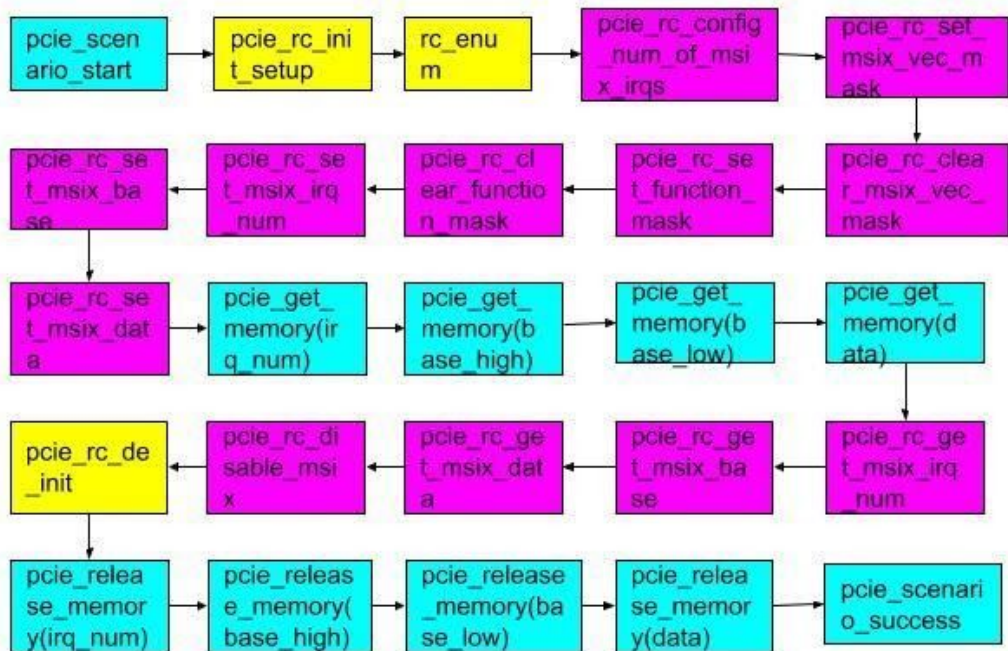 pcie_scen
ario_start
pcie_rc_ini
t_setup
rc_enu
m
pcie_rc_config
_num_of_msi
x_irqs
pcie_rc_set_
msix_vec_m
ask
pcie_rc_se
t_msix_ba
se
pcie_rc_se
t_msix_irq
_num
pcie_rc_cl
ear_functio
n_mask
pcie_rc_se
t_function_
mask
pcie_rc_clea
r_msix_vec_
mask
pcie_rc_se
t_msix_dat
a
pcie_get_
memory(ir
q_num)
pcie_get_
memory(b
ase_high)
pcie_get_
memory(b
ase_low)
pcie_get_
memory(d
ata)
pcie_rc_de
_init
pcie_rc_di
sable_msi
x
pcie_rc_ge
t_msix_dat
a
pcie_rc_ge
t_msix_ba
se
pcie_rc_ge
t_msix_irq
_num
pcie_relea
se_memor
y(irq_num)
pcie_releas
e_memory(
base_high)
pcie_release
_memory(ba
se_low)
pcie_relea
se_memor
y(data)
pcie_scenari
o_success